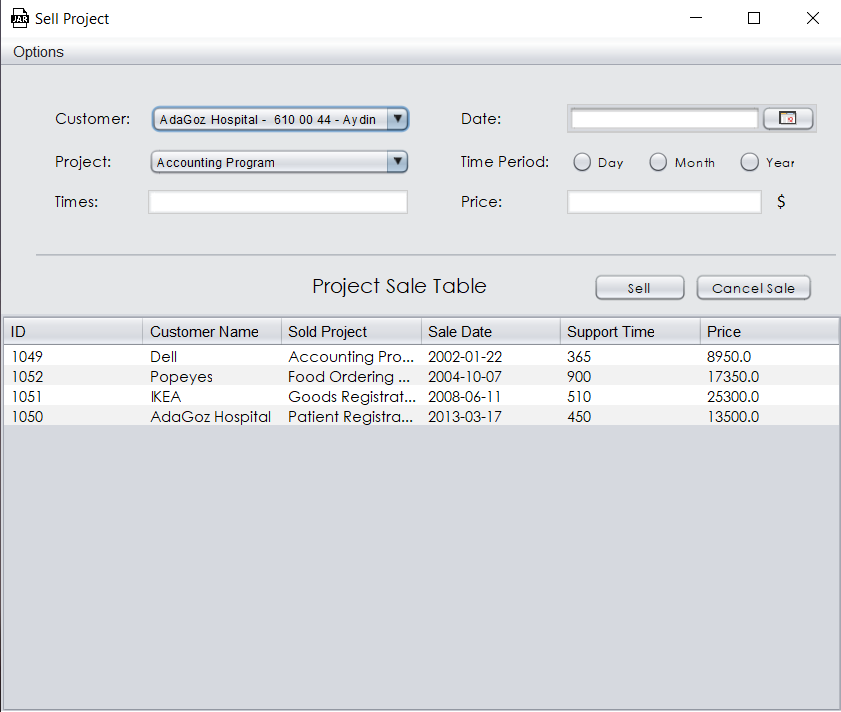 JAR Sell Project
Options
Customer: AdaGoz Hospital - 610 00 44 - Aydin Date:
Project: Accounting Program Time Period: Day Month Year
Times: Price: $
Project Sale Table Sell Cancel Sale
ID Customer Name Sold Project Sale Date Support Time Price
1049 Dell Accounting Pro... 2002-01-22 365 8950.0
1052 Popeyes Food Ordering ... 2004-10-07 900 17350.0
1051 IKEA Goods Registrat... 2008-06-11 510 25300.0
1050 AdaGoz Hospital Patient Registra... 2013-03-17 450 13500.0